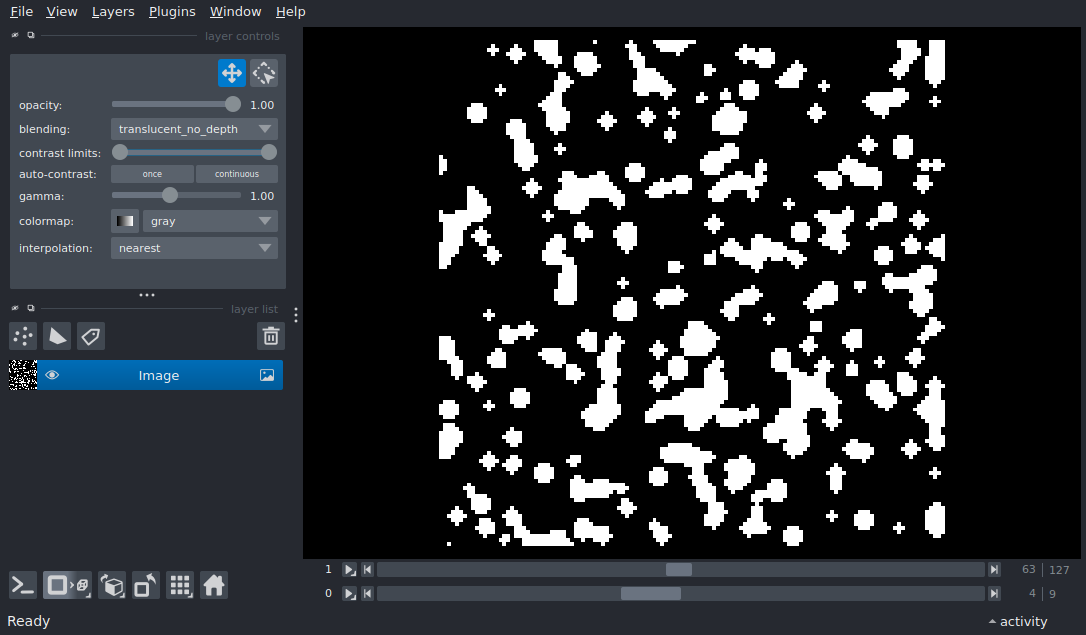 File View Layers Plugins Window Help
layer controls
opacity: 1.00
blending: translucent_no_depth
contrast limits:
auto-contrast: once continuous
gamma: 1.00
colormap: gray
interpolation: nearest
layer list
Image
1 63 127
0 4 9
Ready activity